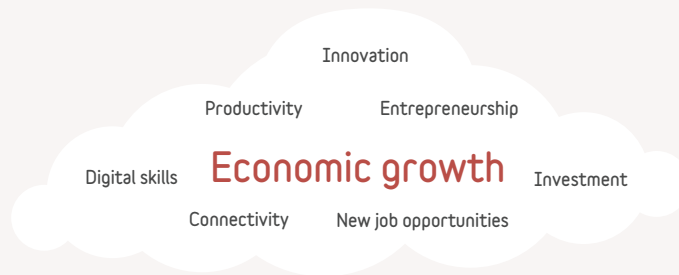 Innovation
Productivity
Entrepreneurship
Economic growth
Digital skills
Investment
Connectivity
New job opportunities